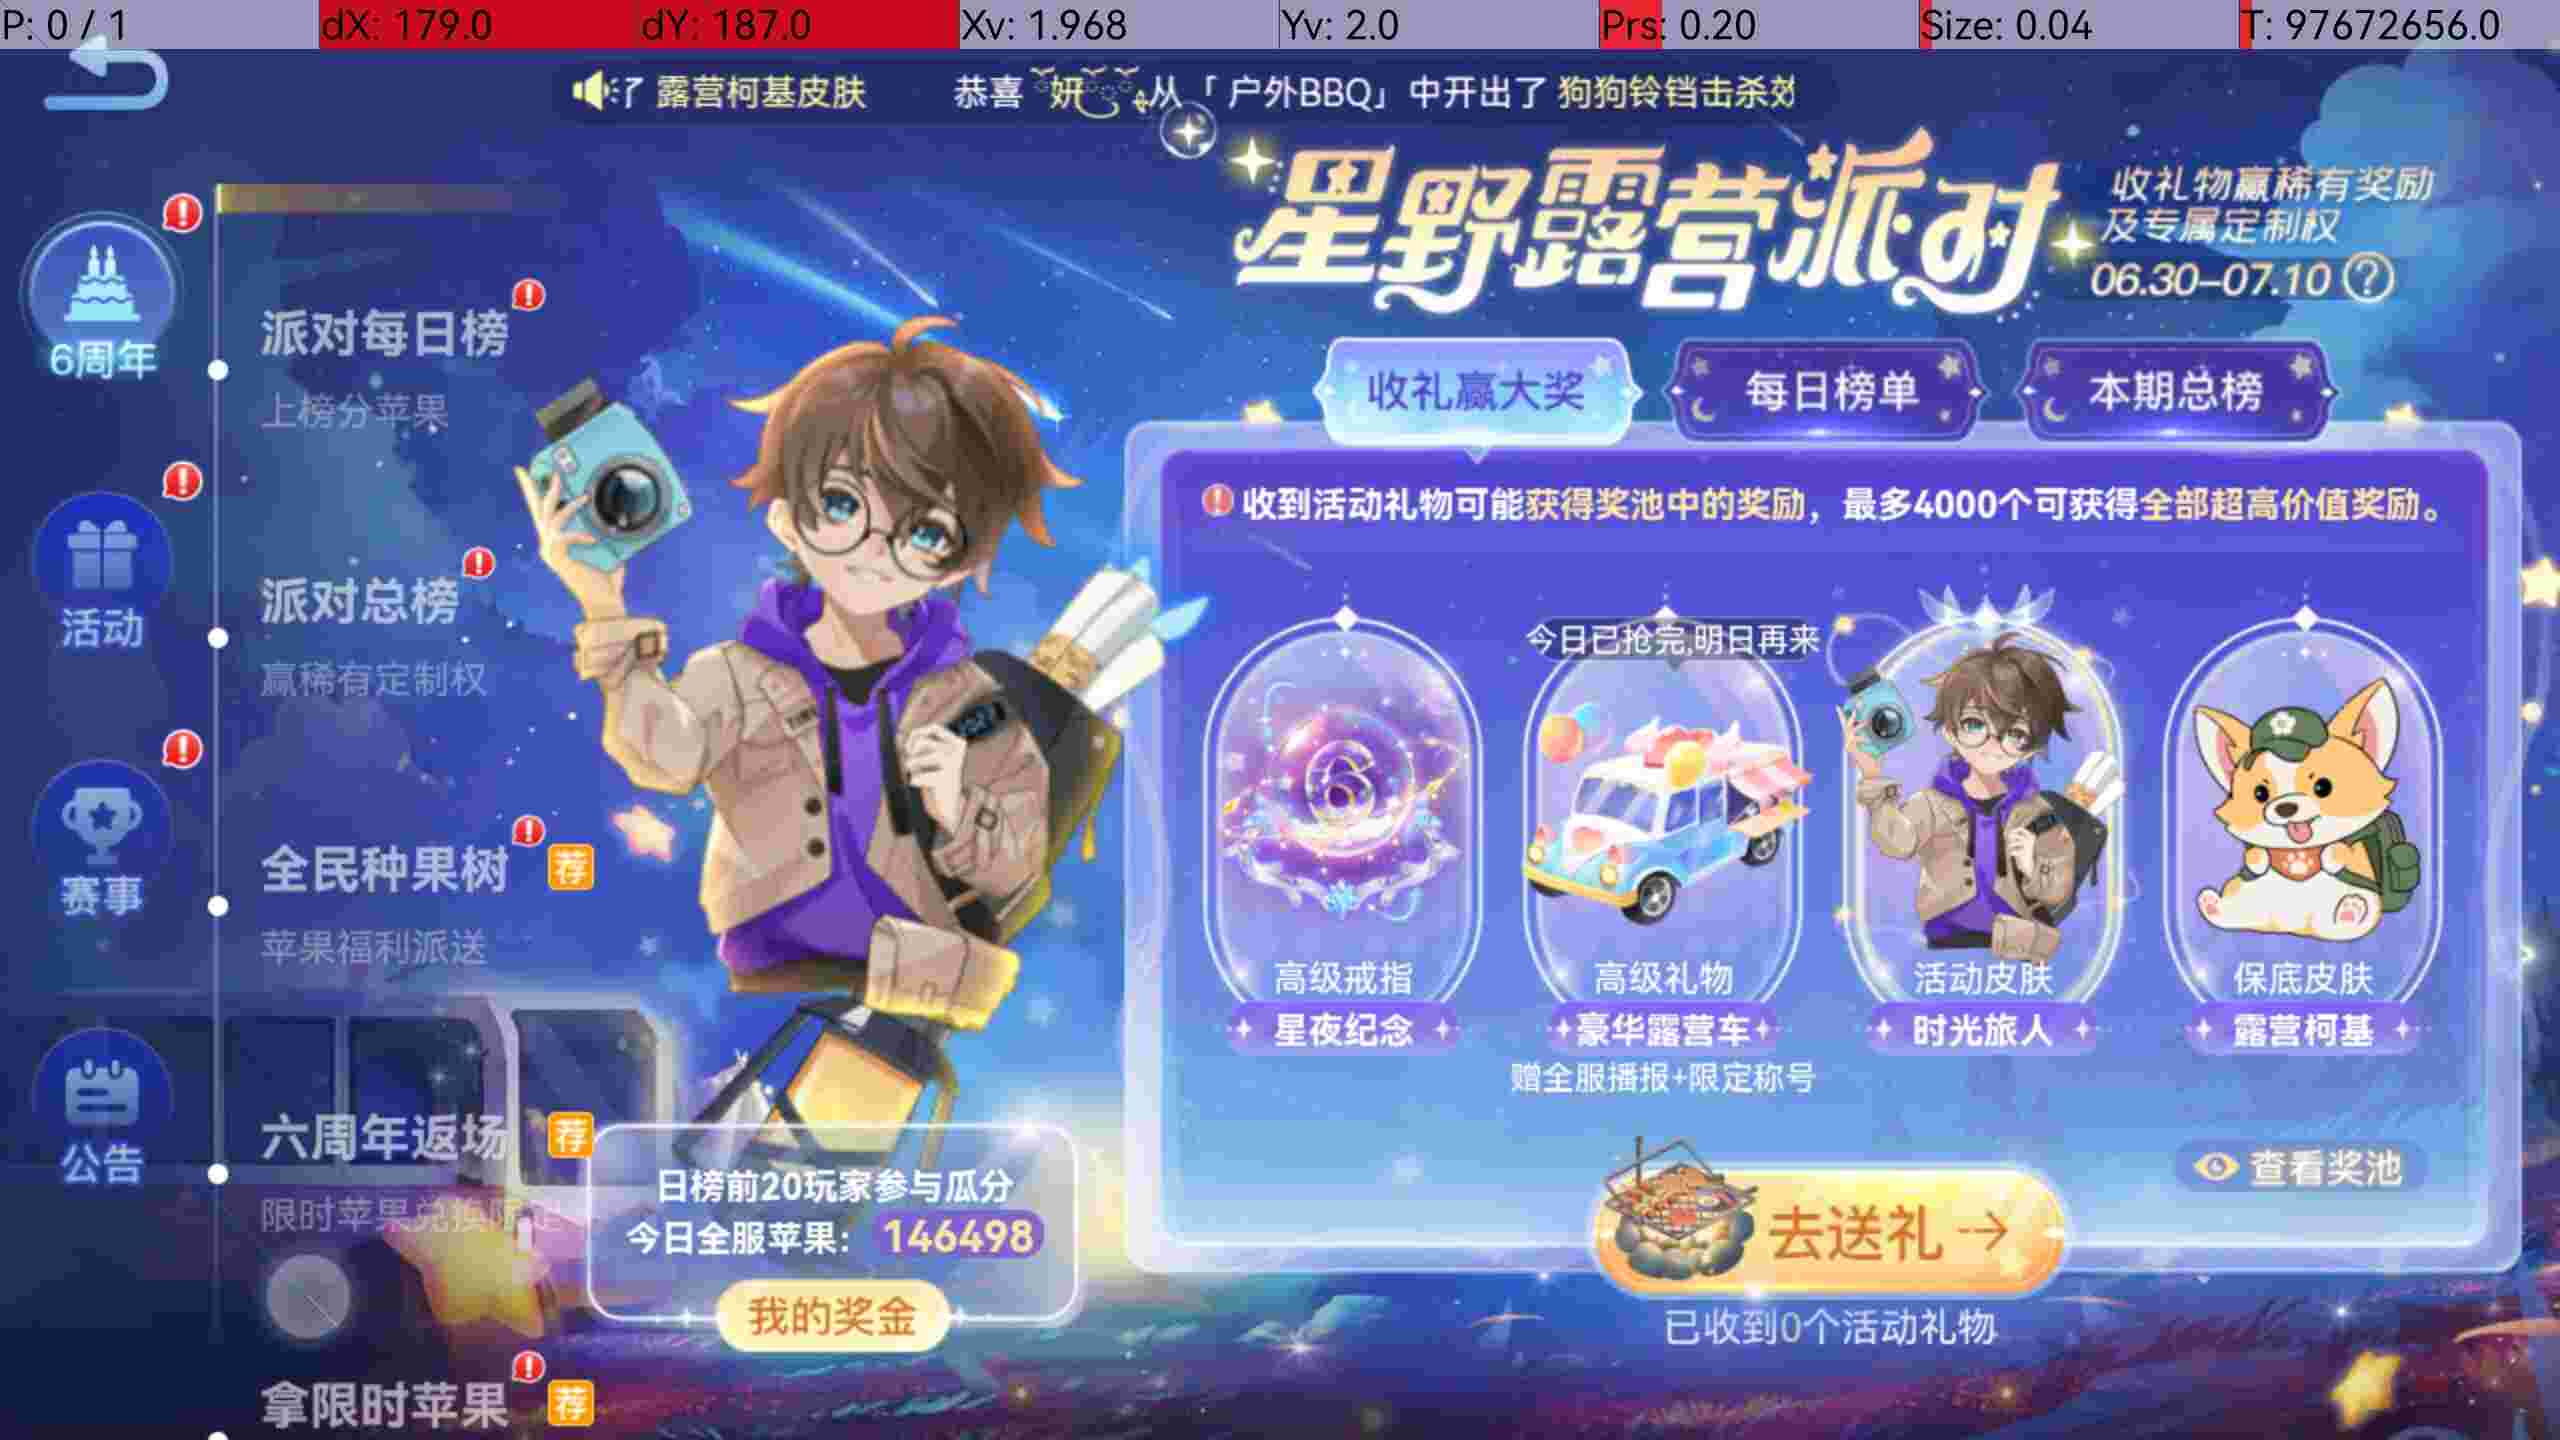 P: 0 / 1
dX: 179.0
dY: 187.0
Xv: 1.968
Yv: 2.0
Prs: 0.20
Size: 0.04
T: 97672656.0
了 露营柯基皮肤 恭喜 妍 从「户外BBQ」中开出了 狗狗铃铛击杀效
星野露营派对
收礼物赢稀有奖励
及专属定制权
06.30-07.10
6周年
活动
赛事
公告
派对每日榜
上榜分苹果
派对总榜
赢稀有定制权
全民种果树
荐
苹果福利派送
六周年返场
荐
限时苹果兑换限定
拿限时苹果
荐
收礼赢大奖
每日榜单
本期总榜
收到活动礼物可能获得奖池中的奖励，最多4000个可获得全部超高价值奖励。
今日已抢完,明日再来
6
高级戒指
星夜纪念
高级礼物
豪华露营车
赠全服播报+限定称号
活动皮肤
时光旅人
保底皮肤
露营柯基
查看奖池
去送礼
已收到0个活动礼物
日榜前20玩家参与瓜分
今日全服苹果： 146498
我的奖金